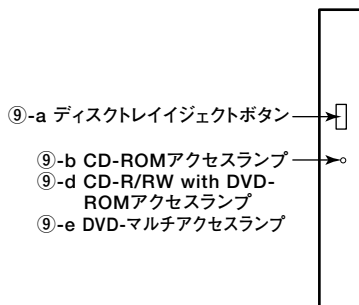 ⑨-a ディスクトレイイジェクトボタン
⑨-b CD-ROMアクセスランプ
⑨-d CD-R/RW with DVD-
ROMアクセスランプ
⑨-e DVD-マルチアクセスランプ